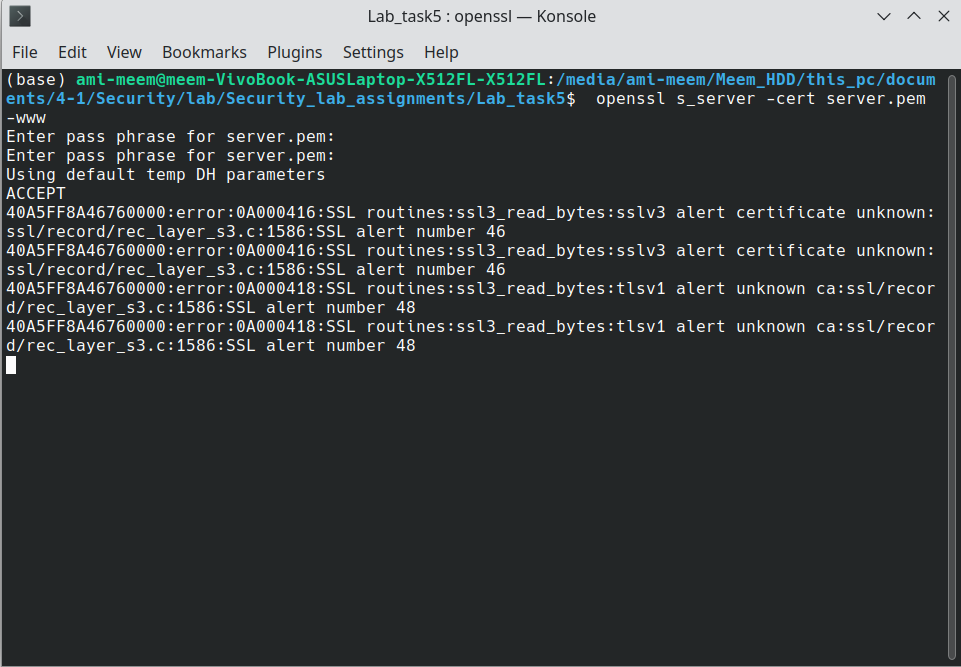 Lab_task5 : openssl — Konsole
File Edit View Bookmarks Plugins Settings Help
(base) ami-meem@meem-VivoBook-ASUSLaptop-X512FL-X512FL:/media/ami-meem/Meem_HDD/this_pc/docum
ents/4-1/Security/lab/Security_lab_assignments/Lab_task5$  openssl s_server -cert server.pem
-www
Enter pass phrase for server.pem:
Enter pass phrase for server.pem:
Using default temp DH parameters
ACCEPT
40A5FF8A46760000:error:0A000416:SSL routines:ssl3_read_bytes:sslv3 alert certificate unknown:
ssl/record/rec_layer_s3.c:1586:SSL alert number 46
40A5FF8A46760000:error:0A000416:SSL routines:ssl3_read_bytes:sslv3 alert certificate unknown:
ssl/record/rec_layer_s3.c:1586:SSL alert number 46
40A5FF8A46760000:error:0A000418:SSL routines:ssl3_read_bytes:tlsv1 alert unknown ca:ssl/recor
d/rec_layer_s3.c:1586:SSL alert number 48
40A5FF8A46760000:error:0A000418:SSL routines:ssl3_read_bytes:tlsv1 alert unknown ca:ssl/recor
d/rec_layer_s3.c:1586:SSL alert number 48